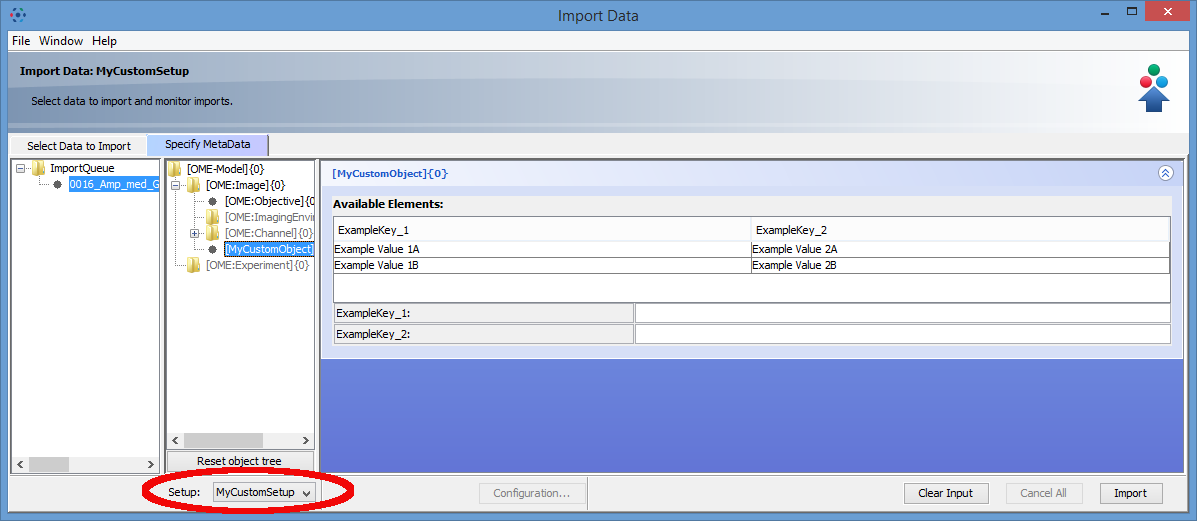 Import Data
File Window Help
Import Data: MyCustomSetup
Select data to import and monitor imports.
Select Data to Import Specify MetaData
ImportQueue
0016_Amp_med_G
[OME-Model]{0}
[OME:Image]{0}
[OME:Objective]{0
[OME:ImagingEnvi
[OME:Channel]{0}
[MyCustomObject]
[OME:Experiment]{0}
Reset object tree
[MyCustomObject]{0}
Available Elements:
ExampleKey_1 ExampleKey_2
Example Value 1A Example Value 2A
Example Value 1B Example Value 2B
ExampleKey_1:
ExampleKey_2:
Setup: MyCustomSetup Configuration... Clear Input Cancel All Import